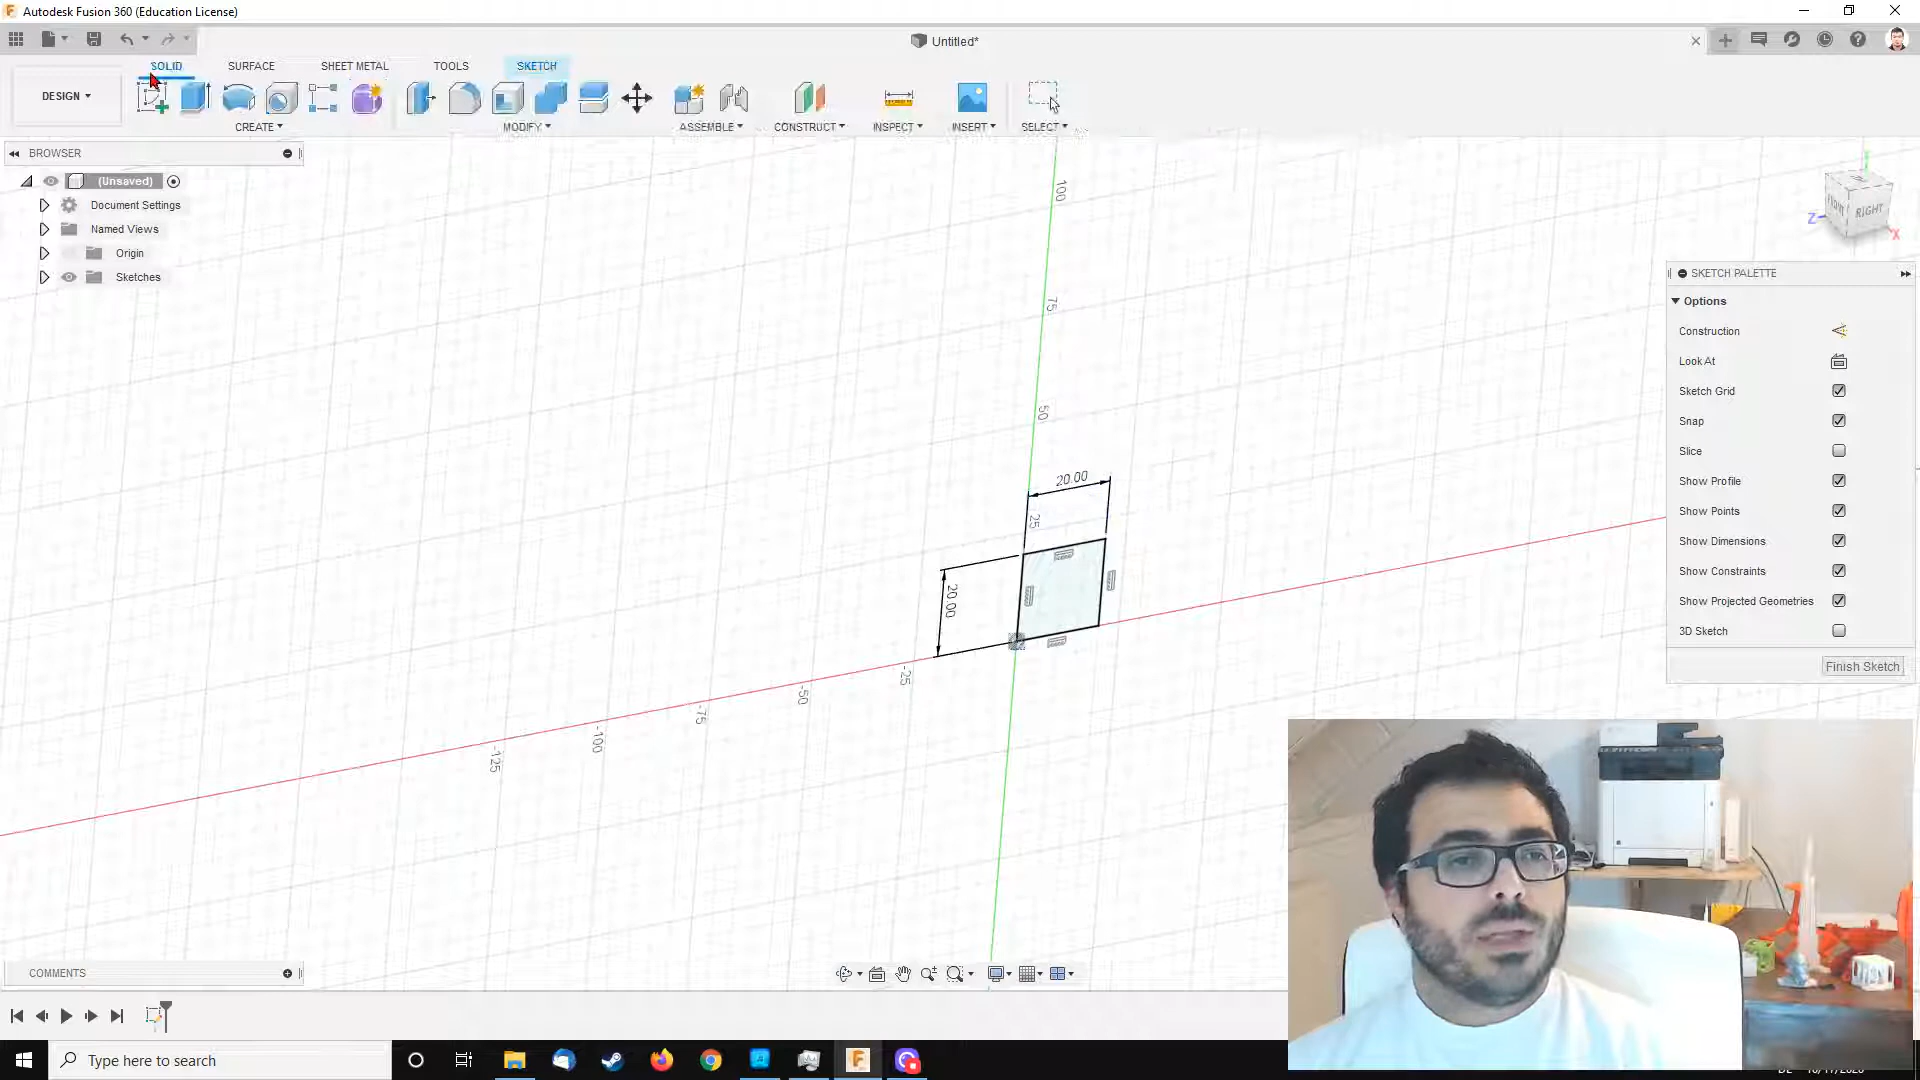 Autodesk Fusion 360 (Education License)
Untitled*
SOLID
SURFACE
SHEET METAL
TOOLS
SKETCH
DESIGN
CREATE
MODIFY
ASSEMBLE
CONSTRUCT
INSPECT
INSERT
SELECT
BROWSER
(Unsaved)
Document Settings
Named Views
Origin
Sketches
100
75
50
25
20.00
20.00
-25
-50
-75
-100
-125
RIGHT
Z
X
SKETCH PALETTE
Options
Construction
Look At
Sketch Grid
Snap
Slice
Show Profile
Show Points
Show Dimensions
Show Constraints
Show Projected Geometries
3D Sketch
Finish Sketch
COMMENTS
Type here to search